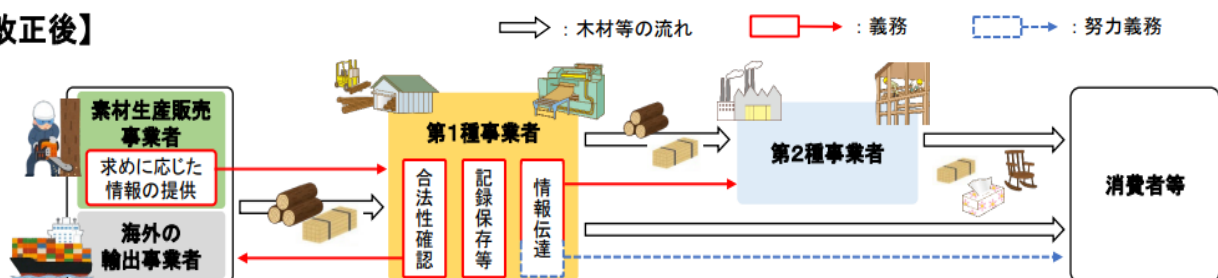 改正後】
：木材等の流れ
：義務
：努力義務
素材生産販売
事業者
求めに応じた
情報の提供
海外の
輸出事業者
第1種事業者
合法性確認
記録保存等
情報伝達
第2種事業者
消費者等